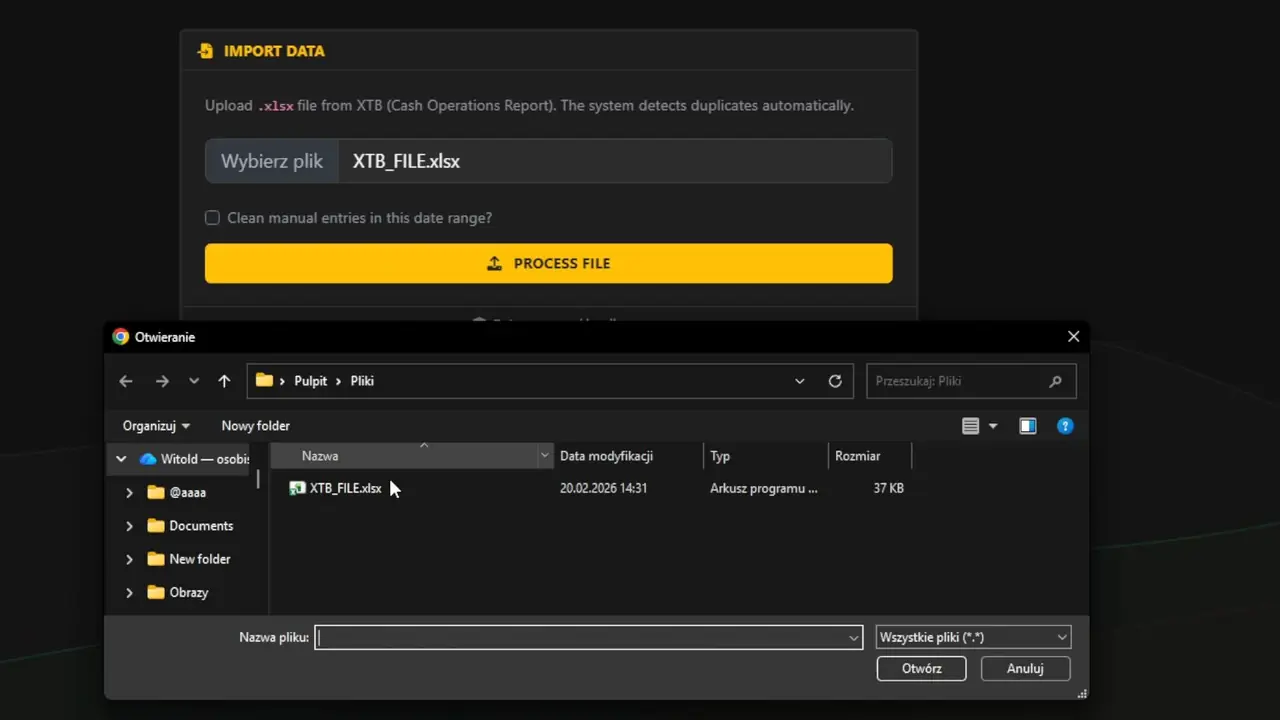 IMPORT DATA
Upload .xlsx file from XTB (Cash Operations Report). The system detects duplicates automatically.
Wybierz plik XTB_FILE.xlsx
Clean manual entries in this date range?
PROCESS FILE
Otwieranie
Pulpit › Pliki Przeszukaj: Pliki
Organizuj Nowy folder
Witold — osobis Nazwa Data modyfikacji Typ Rozmiar
@aaaa XTB_FILE.xlsx 20.02.2026 14:31 Arkusz programu ... 37 KB
Documents
New folder
Obrazy
Nazwa pliku: Wszystkie pliki (*.*)
Otwórz Anuluj